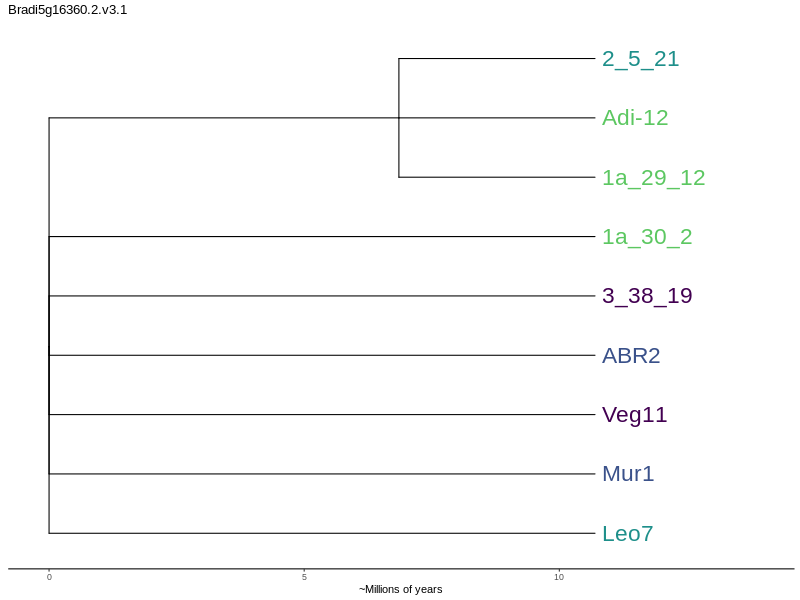 Bradi5g16360.2.v3.1
2_5_21
Adi-12
1a_29_12
1a_30_2
3_38_19
ABR2
Veg11
Mur1
Leo7
0 5 10
~Millions of years